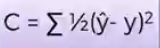 C = ∑ ½(ŷ- y)²